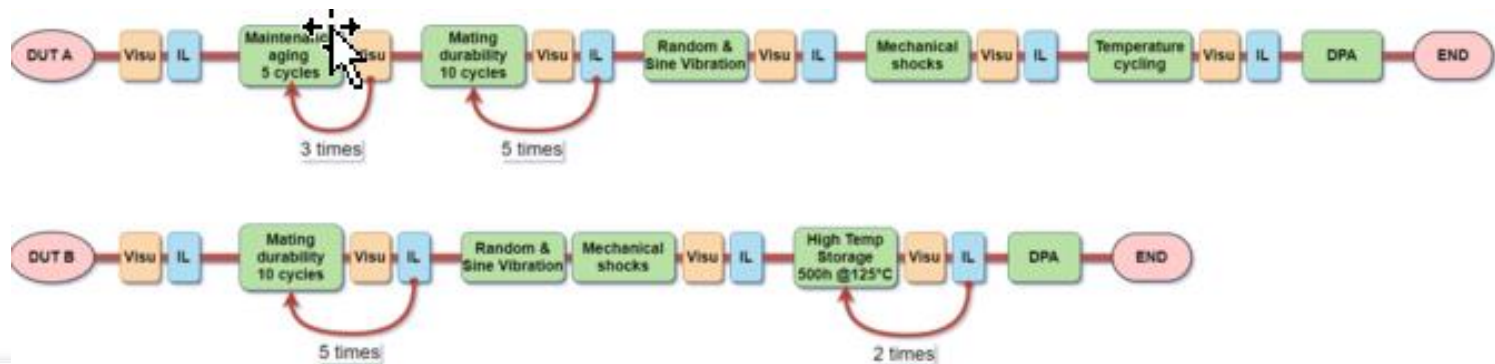 DUT A
Visu
IL
aging
5 cycles
Mating
durability
10 cycles
Visu
IL
Random &
Sine Vibration
Visu
IL
Mechanical
shocks
Visu
IL
Temperature
cycling
Visu
IL
DPA
END
3 times
5 times
DUT B
Visu
IL
Mating
durability
10 cycles
Visu
IL
Random &
Sine Vibration
Mechanical
shocks
Visu
IL
High Temp
Storage
500h @125°C
Visu
IL
DPA
END
5 times
2 times